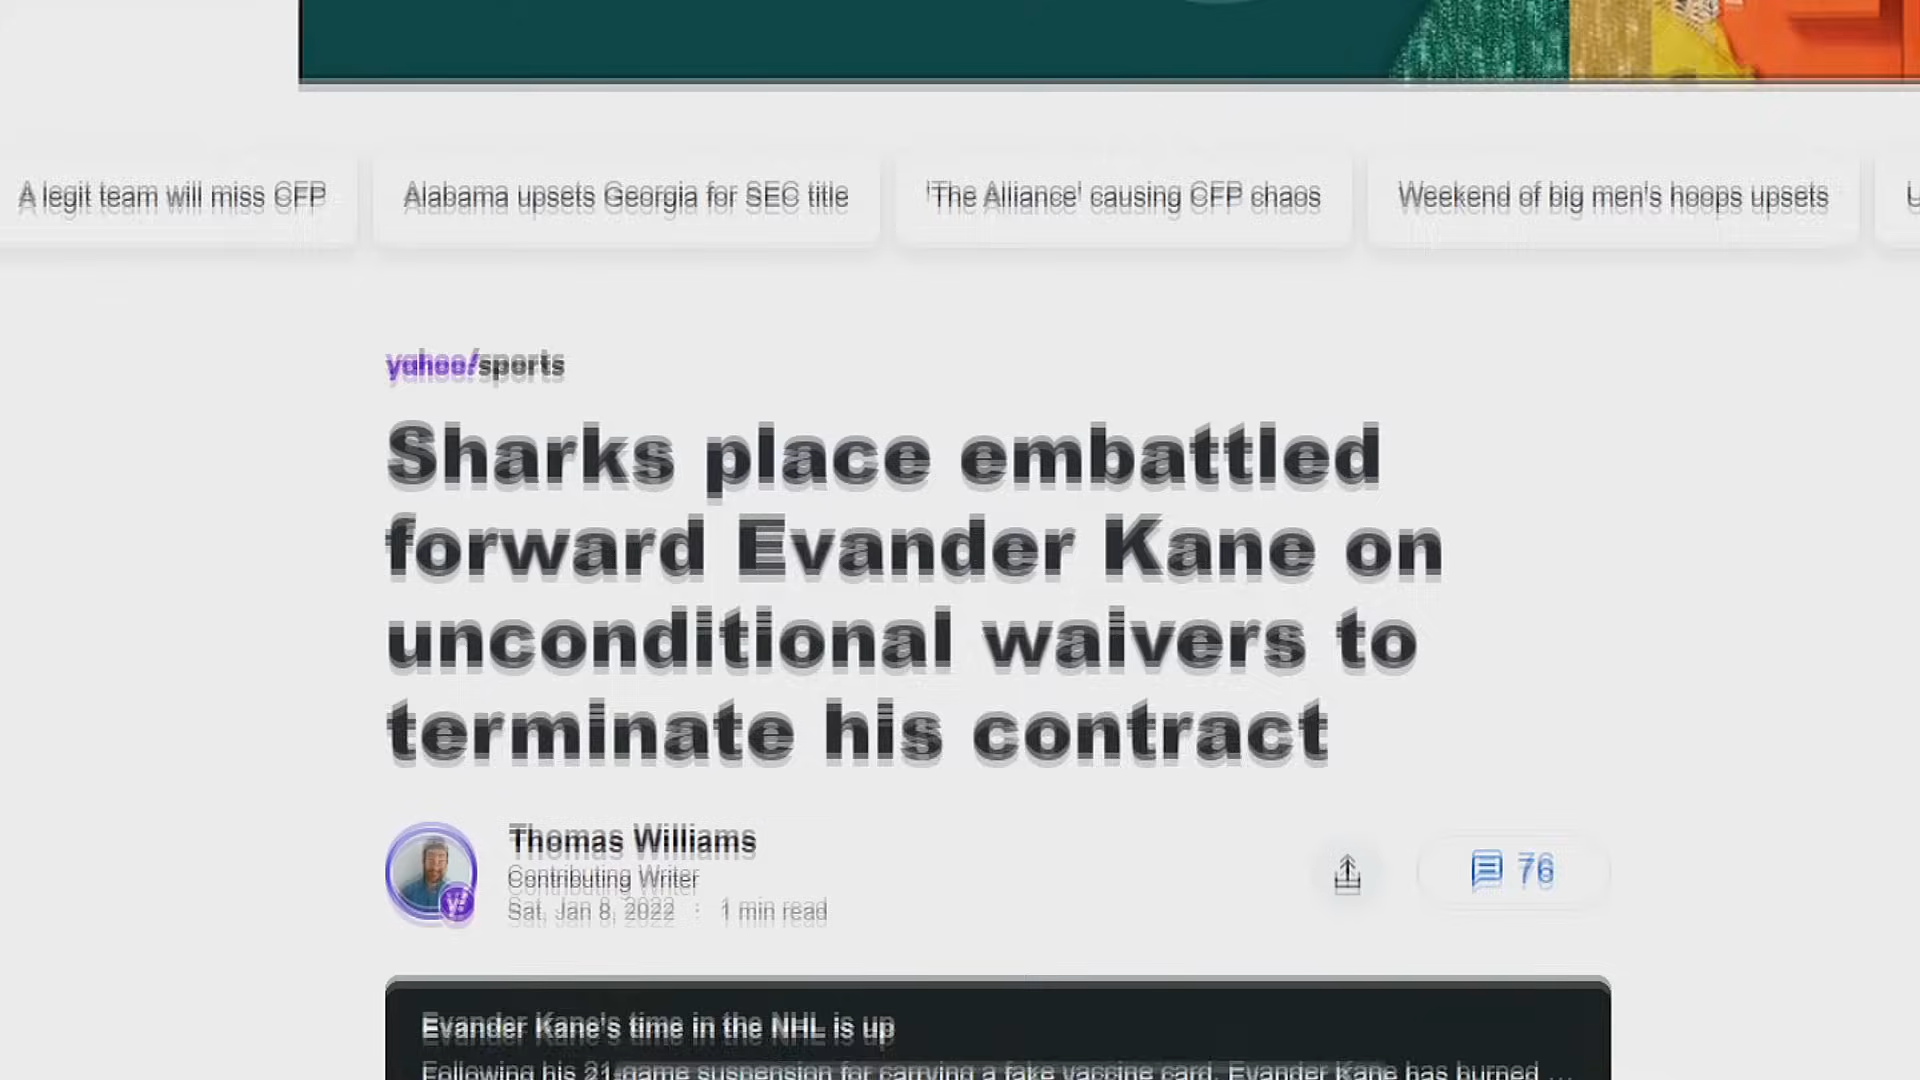 A legit team will miss CFP
Alabama upsets Georgia for SEC title
'The Alliance' causing CFP chaos
Weekend of big men's hoops upsets
yahoo/sports
Sharks place embattled
forward Evander Kane on
unconditional waivers to
terminate his contract
Thomas Williams
Contributing Writer
Sat, Jan 8, 2022 · 1 min read
76
Evander Kane's time in the NHL is up
Following his 21-game suspension for carrying a fake vaccine card, Evander Kane has burned ...